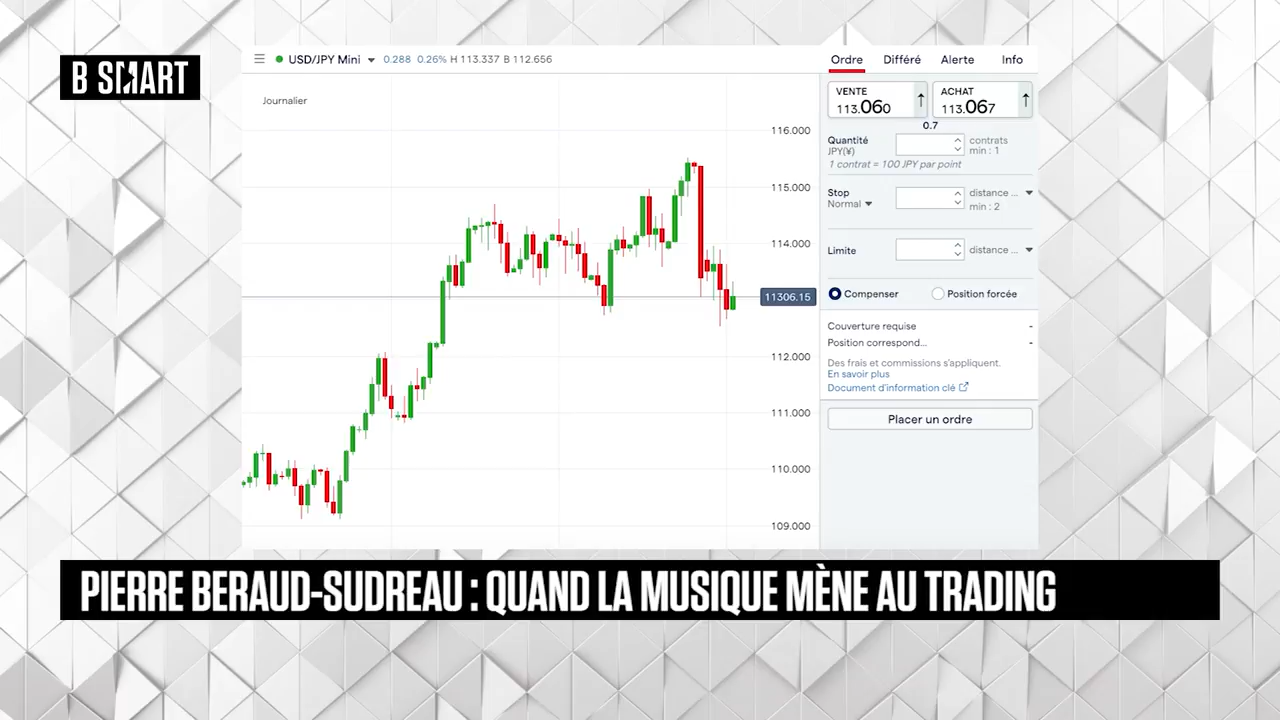 B SMART
USD/JPY Mini 0.288 0.26% H 113.337 B 112.656
Journalier
116.000
115.000
114.000
11306.15
112.000
111.000
110.000
109.000
Ordre Différé Alerte Info
VENTE
113.060
ACHAT
113.067
0.7
Quantité
JPY(¥)
contrats
min : 1
1 contrat = 100 JPY par point
Stop
Normal
distance ...
min : 2
Limite
distance ...
Compenser Position forcée
Couverture requise -
Position correspond... -
Des frais et commissions s'appliquent.
En savoir plus
Document d'information clé
Placer un ordre
PIERRE BERAUD-SUDREAU : QUAND LA MUSIQUE MÈNE AU TRADING